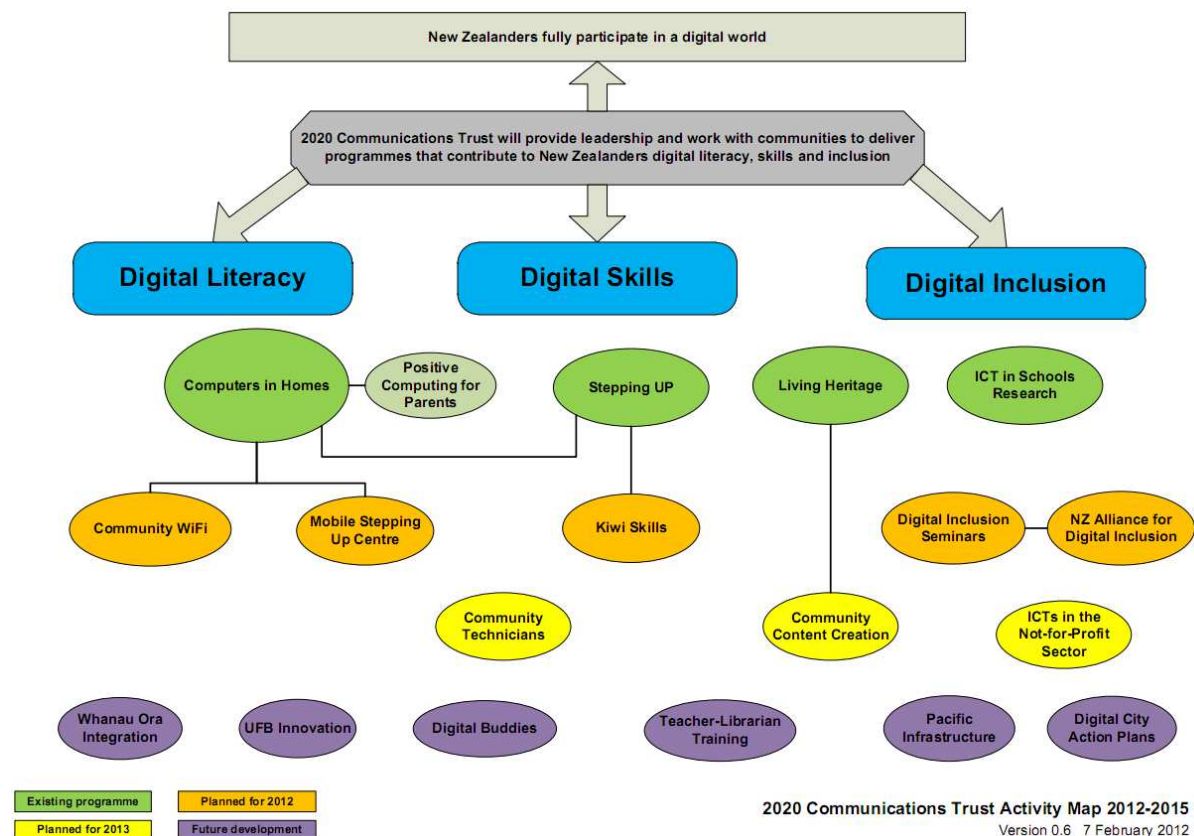 New Zealanders fully participate in a digital world
2020 Communications Trust will provide leadership and work with communities to deliver
programmes that contribute to New Zealanders digital literacy, skills and inclusion
Digital Literacy
Digital Skills
Digital Inclusion
Computers in Homes
Positive
Computing for
Parents
Stepping UP
Living Heritage
ICT in Schools
Research
Community WiFi
Mobile Stepping
Up Centre
Kiwi Skills
Digital Inclusion
Seminars
NZ Alliance for
Digital Inclusion
Community
Technicians
Community
Content Creation
ICTs in the
Not-for-Profit
Sector
Whanau Ora
Integration
UFB Innovation
Digital Buddies
Teacher-Librarian
Training
Pacific
Infrastructure
Digital City
Action Plans
Existing programme
Planned for 2012
Planned for 2013
Future development
2020 Communications Trust Activity Map 2012-2015
Version 0.6 7 February 2012